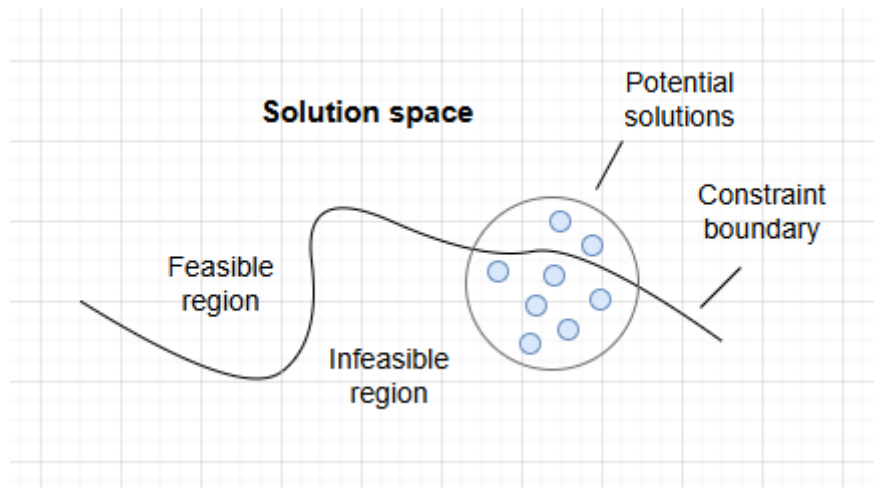 Solution space
Potential
solutions
Constraint
boundary
Feasible
region
Infeasible
region